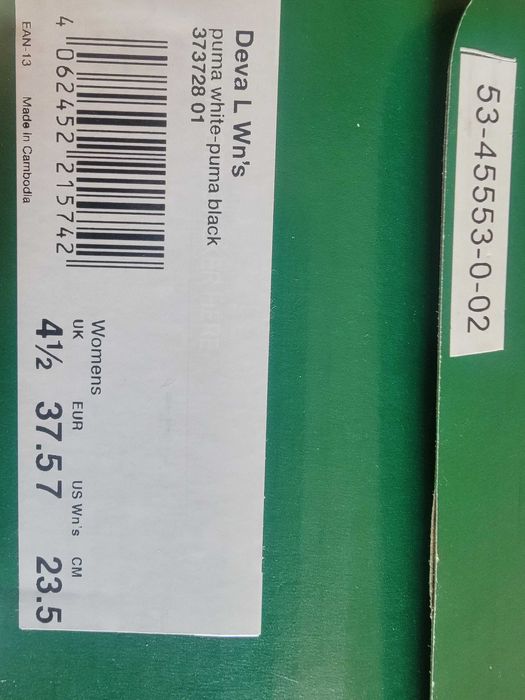 Deva L Wn's
puma white-puma black
373728 01
4 062452 215742
EAN-13 Made in Cambodia
Womens
UK EUR US Wn's CM
4½ 37.5 7 23.5
53-45553-0-02